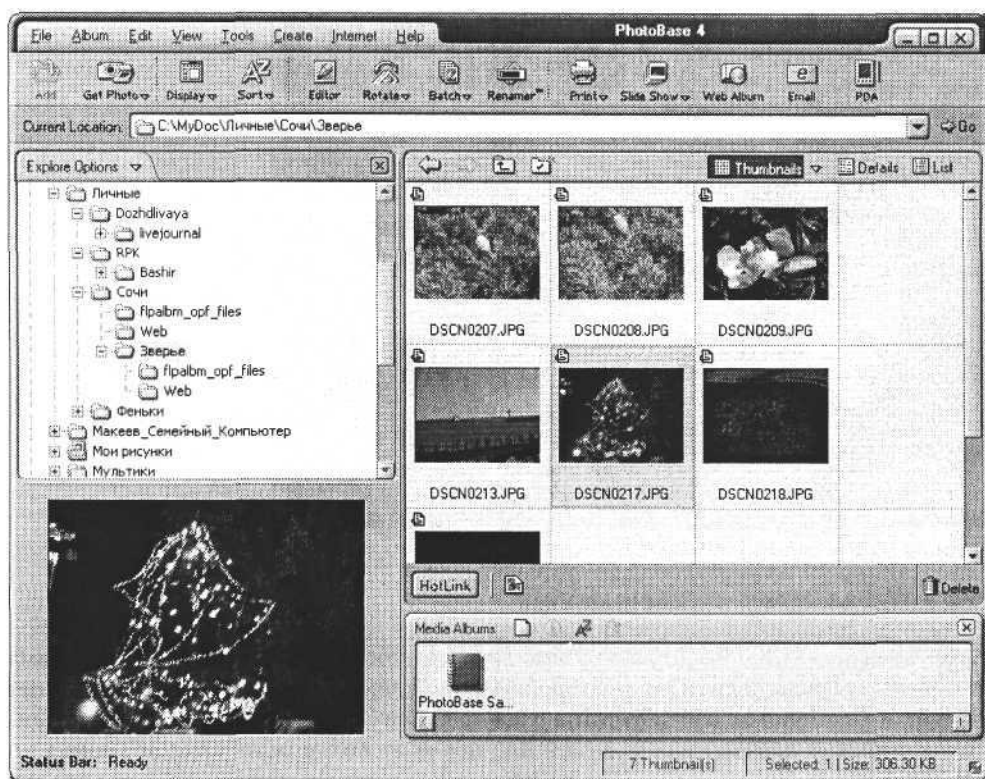 PhotoBase 4
File Album Edit View Tools Create Internet Help
Add Get Photo Display Sort Editor Rotate Batch Renamer™ Print Slide Show Web Album Email PDA
Current Location: C:\MyDoc\Личные\Сочи\Зверье Go
Explore Options
Личные
Dozhdlivaya
livejournal
RPK
Bashir
Сочи
flpalbm_opf_files
Web
Зверье
flpalbm_opf_files
Web
Феньки
Макеев_Семейный_Компьютер
Мои рисунки
Мультики
Thumbnails Details List
DSCN0207.JPG DSCN0208.JPG DSCN0209.JPG
DSCN0213.JPG DSCN0217.JPG DSCN0218.JPG
HotLink Delete
Media Albums
PhotoBase Sa...
Status Bar: Ready 7 Thumbnail(s) Selected: 1 | Size: 306.30 KB